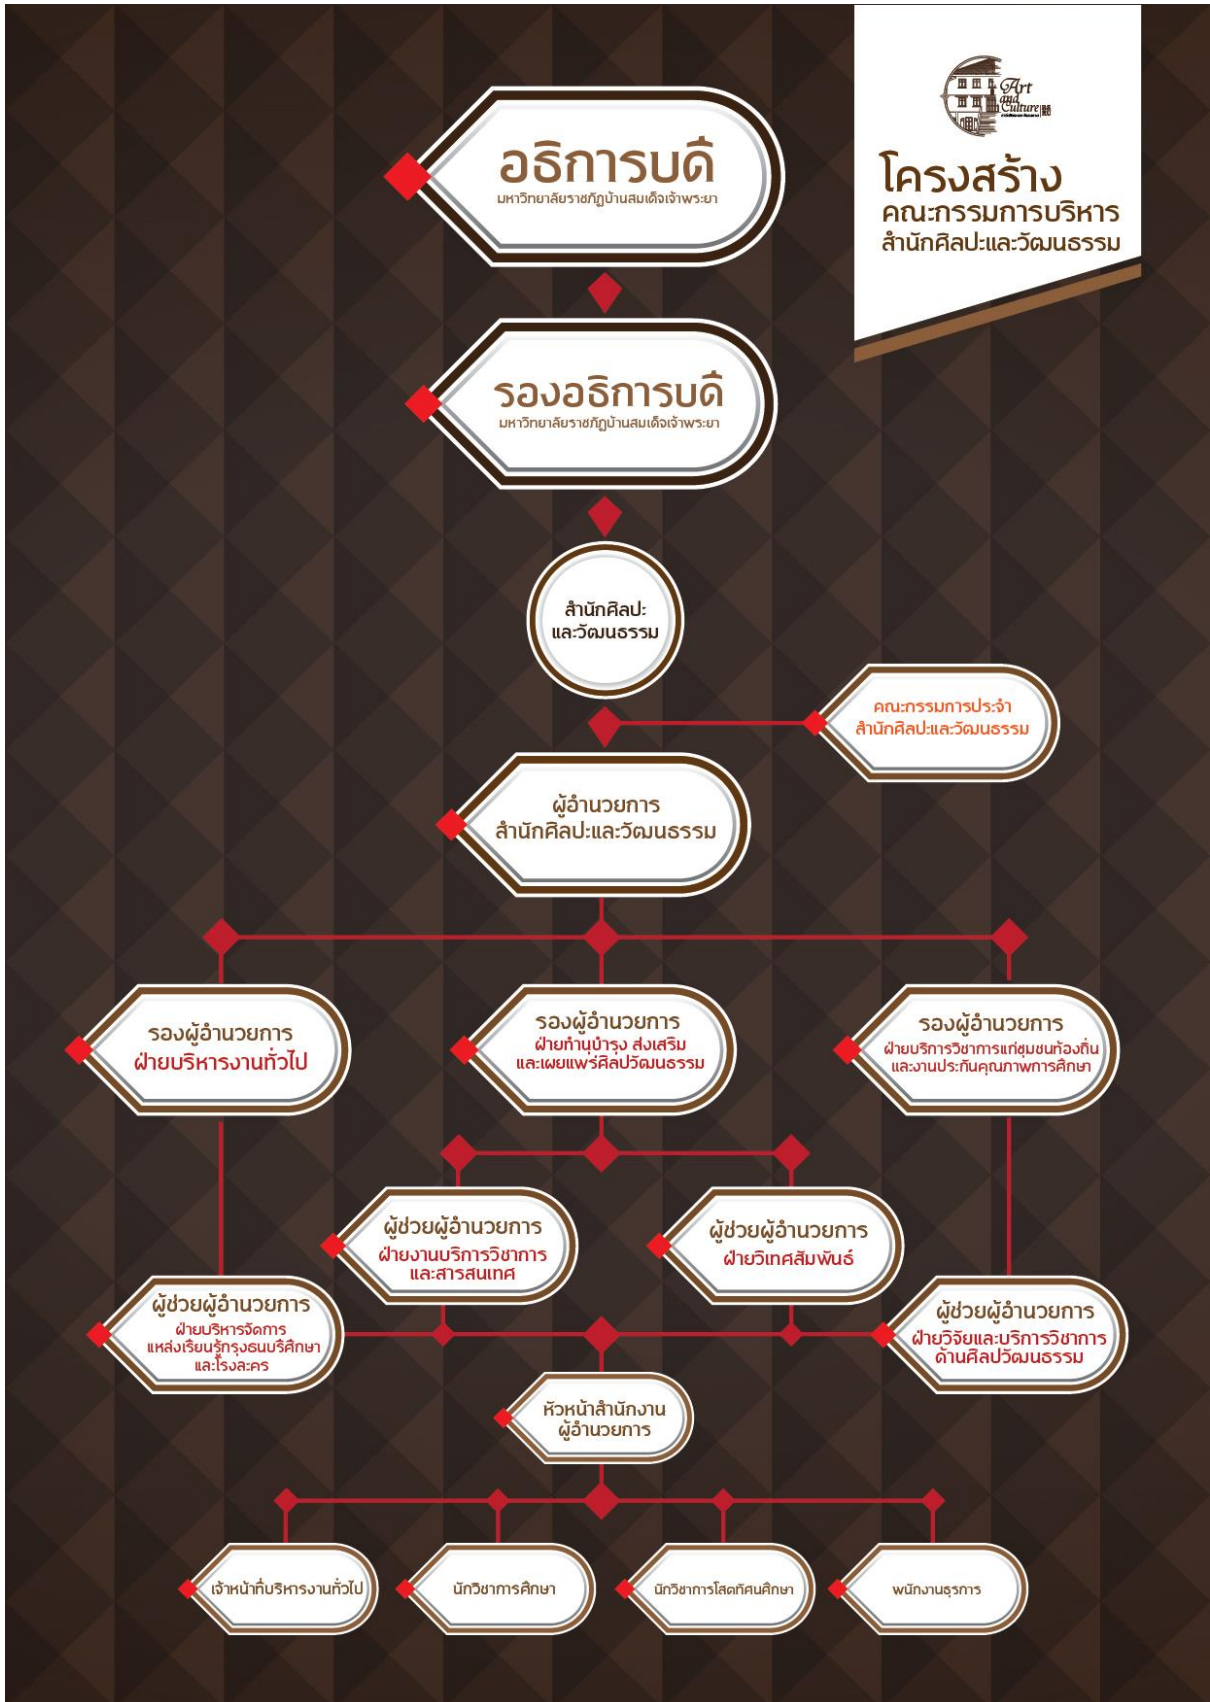 Art
and
Culture
โครงสร้าง
คณะกรรมการบริหาร
สำนักศิลปะและวัฒนธรรม
อธิการบดี
มหาวิทยาลัยราชภัฏบ้านสมเด็จเจ้าพระยา
รองอธิการบดี
มหาวิทยาลัยราชภัฏบ้านสมเด็จเจ้าพระยา
สำนักศิลปะ
และวัฒนธรรม
คณะกรรมการประจำ
สำนักศิลปะและวัฒนธรรม
ผู้อำนวยการ
สำนักศิลปะและวัฒนธรรม
รองผู้อำนวยการ
ฝ่ายบริหารงานทั่วไป
รองผู้อำนวยการ
ฝ่ายทำนุบำรุง ส่งเสริม
และเผยแพร่ศิลปวัฒนธรรม
รองผู้อำนวยการ
ฝ่ายบริการวิชาการแก่ชุมชนท้องถิ่น
และงานประกันคุณภาพการศึกษา
ผู้ช่วยผู้อำนวยการ
ฝ่ายงานบริการวิชาการ
และสารสนเทศ
ผู้ช่วยผู้อำนวยการ
ฝ่ายวิเทศสัมพันธ์
ผู้ช่วยผู้อำนวยการ
ฝ่ายบริหารจัดการ
แหล่งเรียนรู้กรุงธนบุรีศึกษา
และโรงละคร
ผู้ช่วยผู้อำนวยการ
ฝ่ายวิจัยและบริการวิชาการ
ด้านศิลปวัฒนธรรม
หัวหน้าสำนักงาน
ผู้อำนวยการ
เจ้าหน้าที่บริหารงานทั่วไป
นักวิชาการศึกษา
นักวิชาการโสตทัศนศึกษา
พนักงานธุรการ